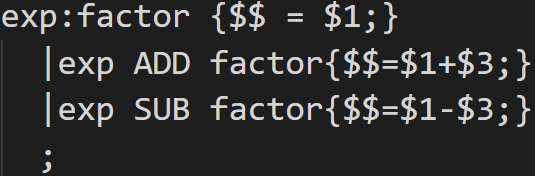 exp:factor {$$ = $1;}
|exp ADD factor{$$=$1+$3;}
|exp SUB factor{$$=$1-$3;}
;